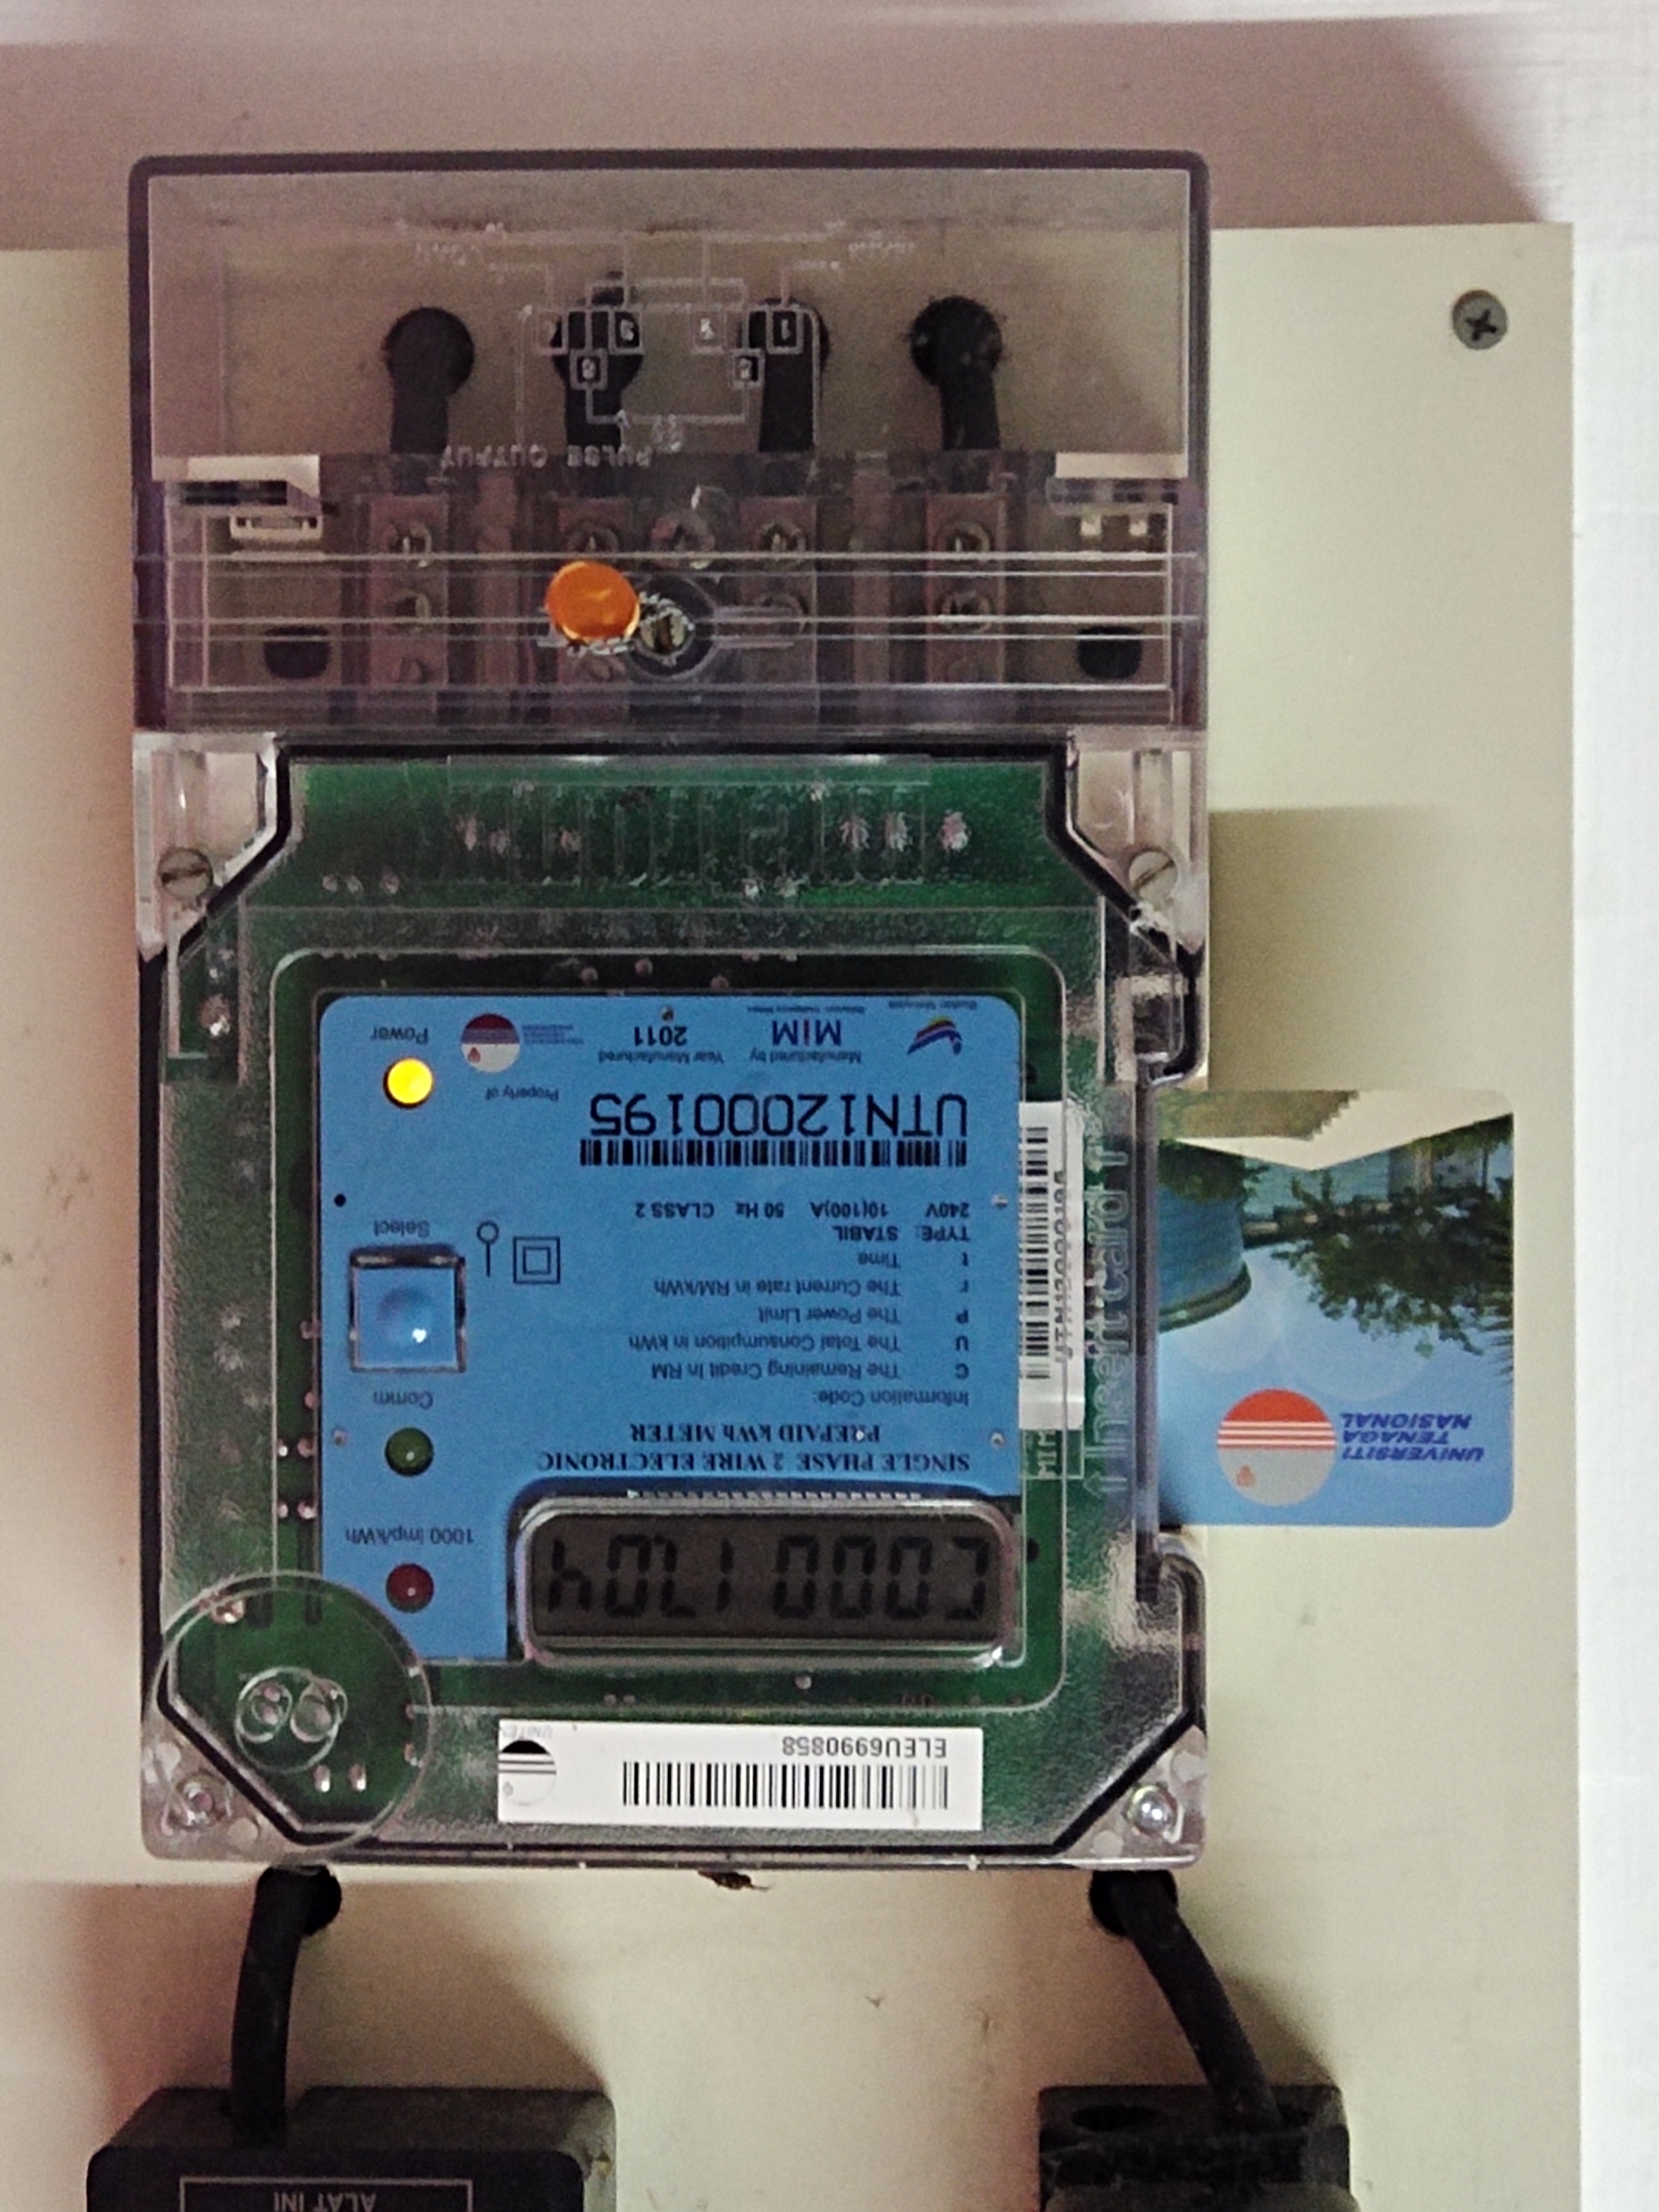 ALAT INI
ELEU6990858
C0001704
1000 imp/kWh
SINGLE PHASE 2 WIRE ELECTRONIC
PREPAID kWh METER
Comm
Information Code:
C The Remaining Credit in RM
U The Total Consumption in kWh
P The Power Limit
r The Current rate in RM/kWh
t Time
Select
TYPE: STABIL
240V 10(100)A 50 Hz CLASS 2
UTN12000195
Manufactured by
MIM
Year Manufactured
2011
Property of
Power
UTN12000195
Insert Card
UNIVERSITI
TENAGA
NASIONAL
PULSE OUTPUT